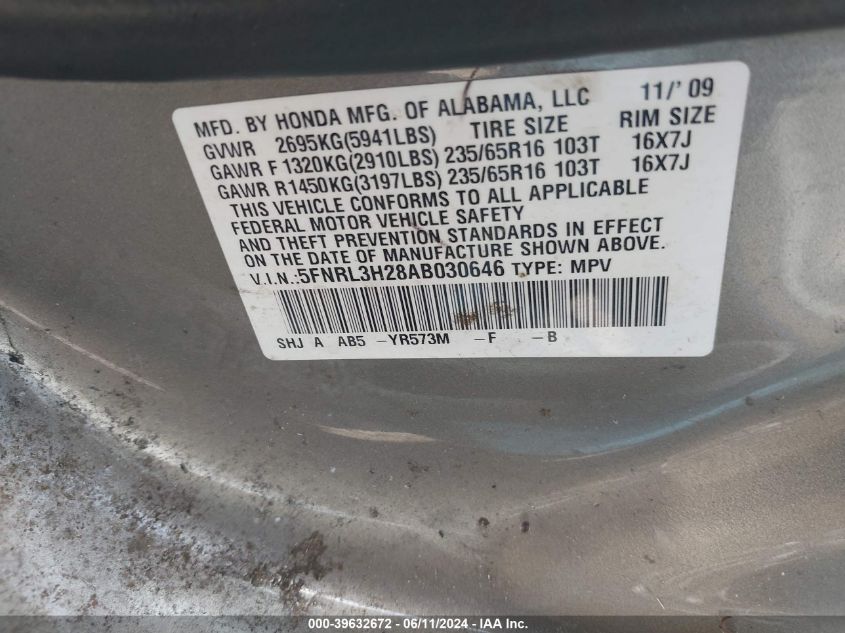 MFD. BY HONDA MFG. OF ALABAMA, LLC 11/' 09
GVWR 2695KG(5941LBS) TIRE SIZE RIM SIZE
GAWR F 1320KG(2910LBS) 235/65R16 103T 16X7J
GAWR R1450KG(3197LBS) 235/65R16 103T 16X7J
THIS VEHICLE CONFORMS TO ALL APPLICABLE
FEDERAL MOTOR VEHICLE SAFETY
AND THEFT PREVENTION STANDARDS IN EFFECT
ON THE DATE OF MANUFACTURE SHOWN ABOVE.
V.I.N.:5FNRL3H28AB030646 TYPE: MPV
SHJ A AB5 -YR573M -F -B
000-39632672 - 06/11/2024 - IAA Inc.